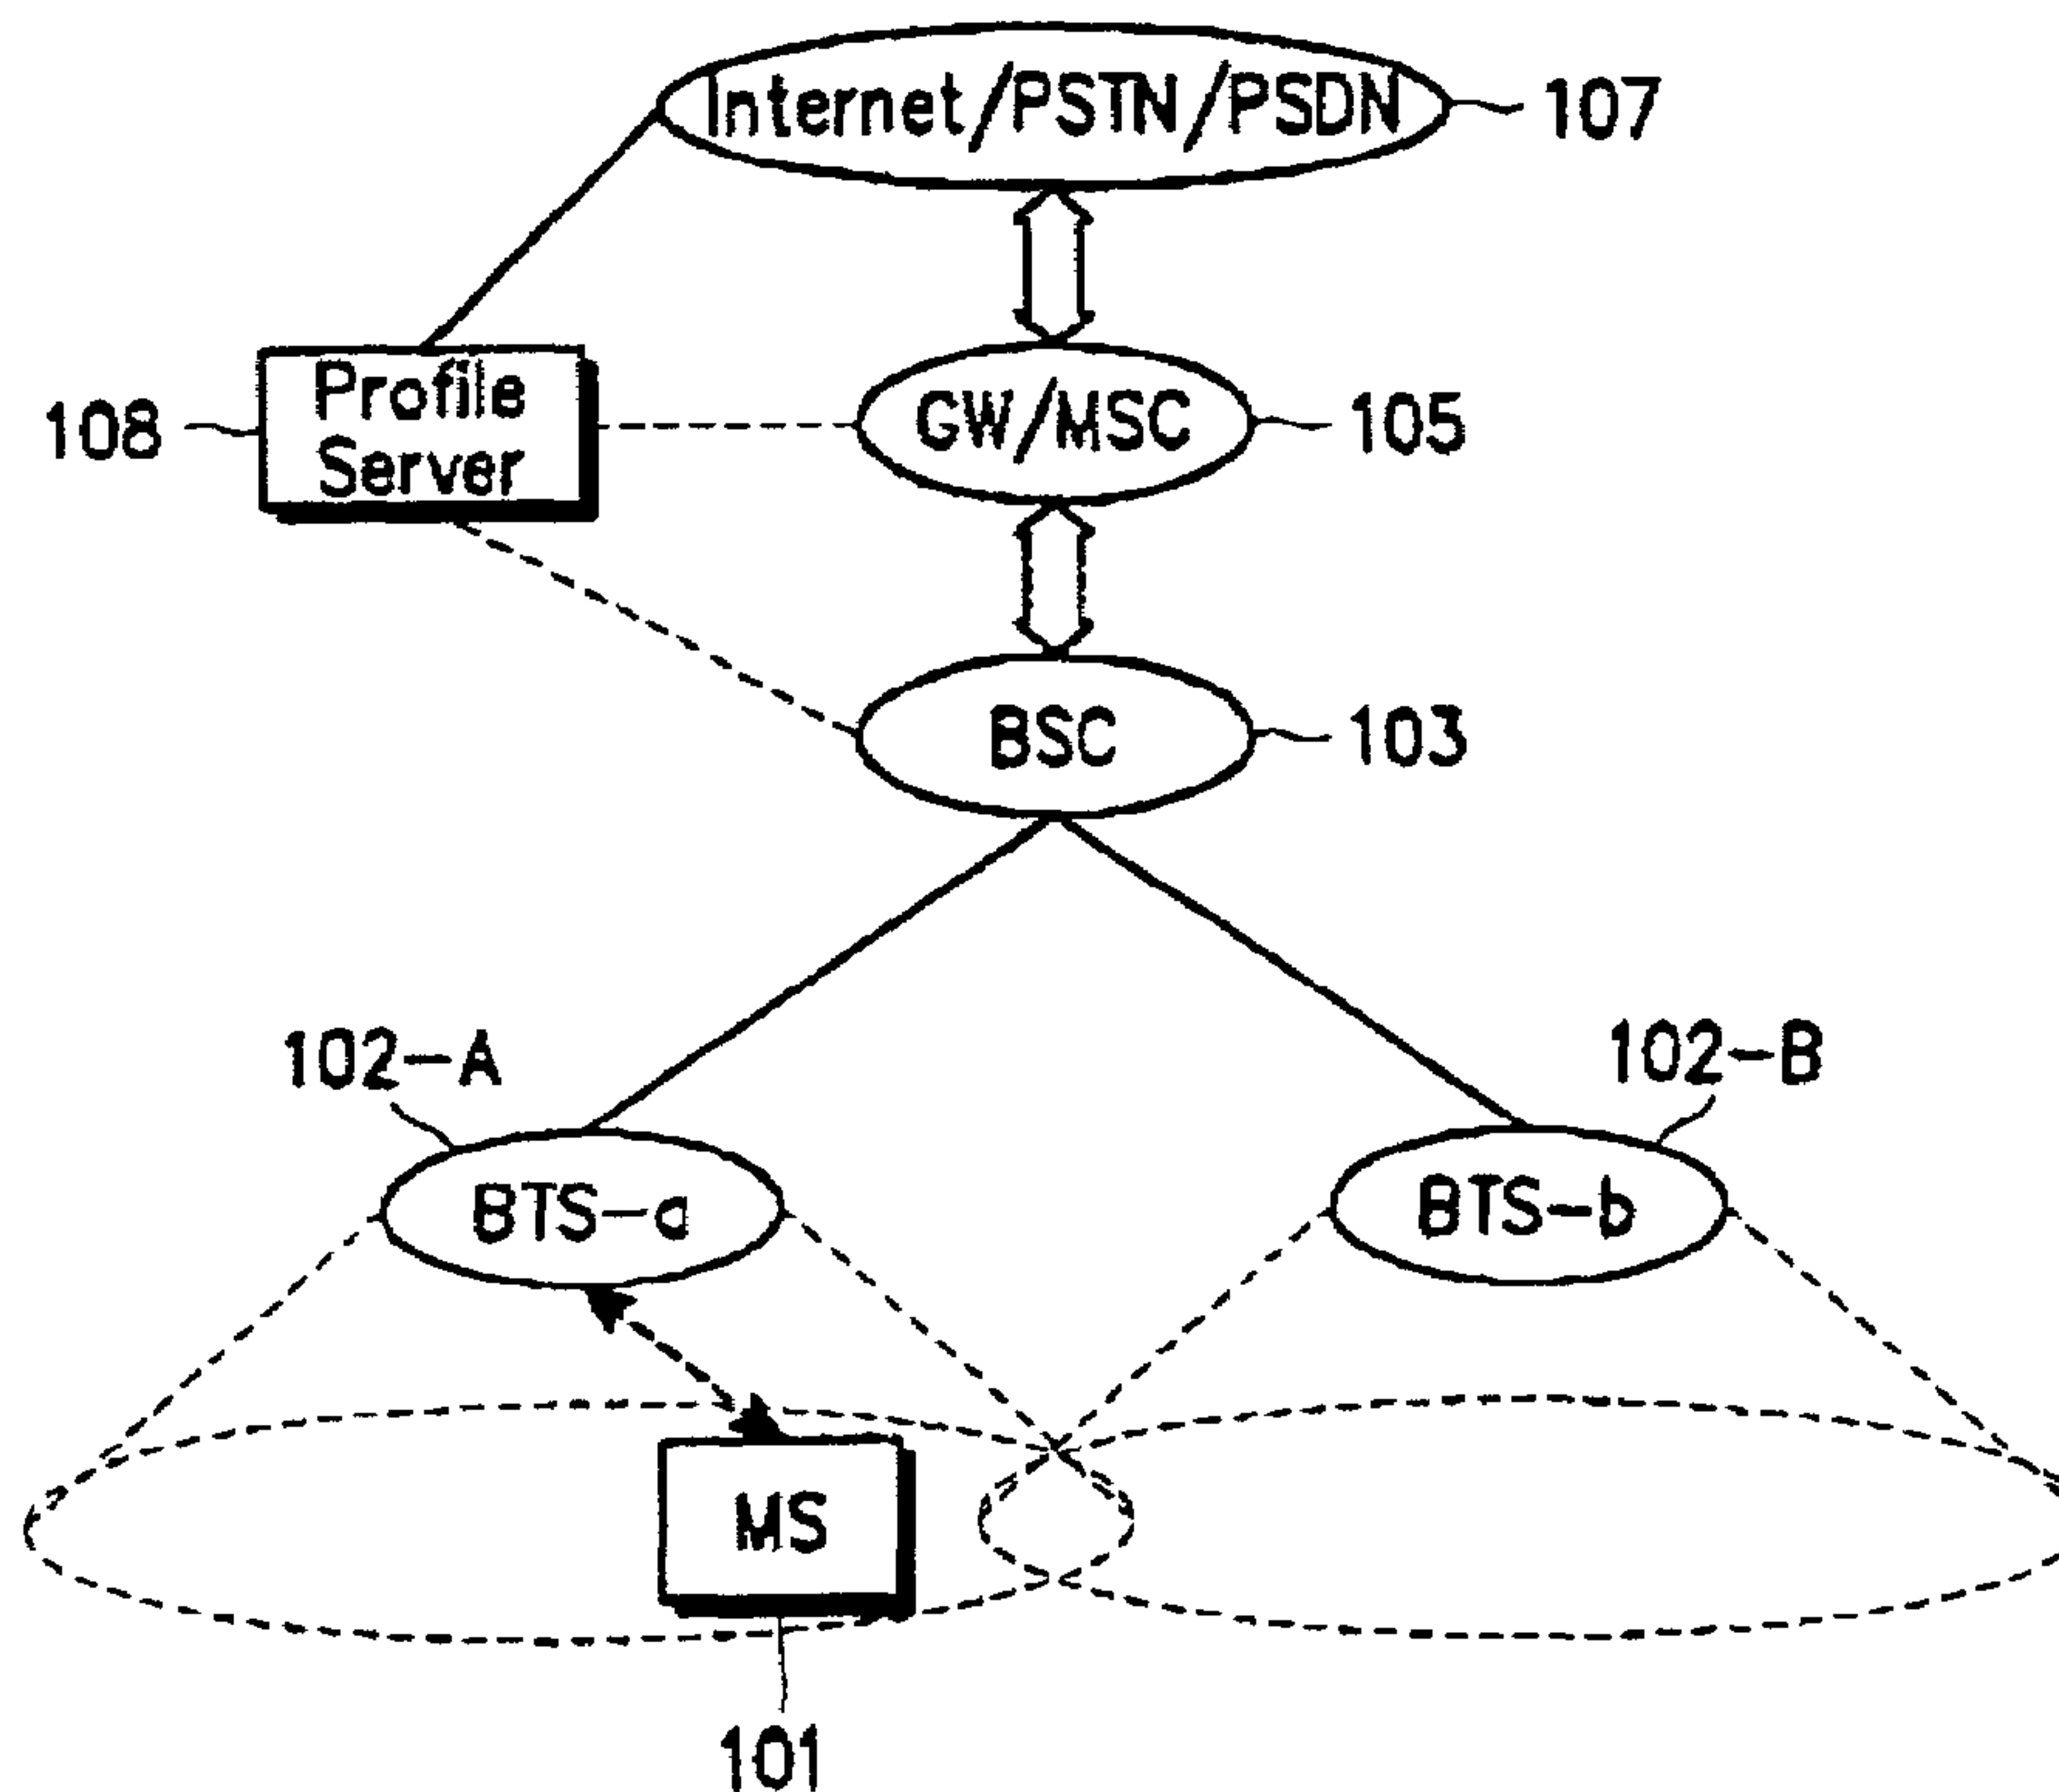 Internet/PSTN/PSDN
107
Profile
Server
108
GW/MSC
105
BSC
103
102-A
102-B
BTS-a
BTS-b
MS
101